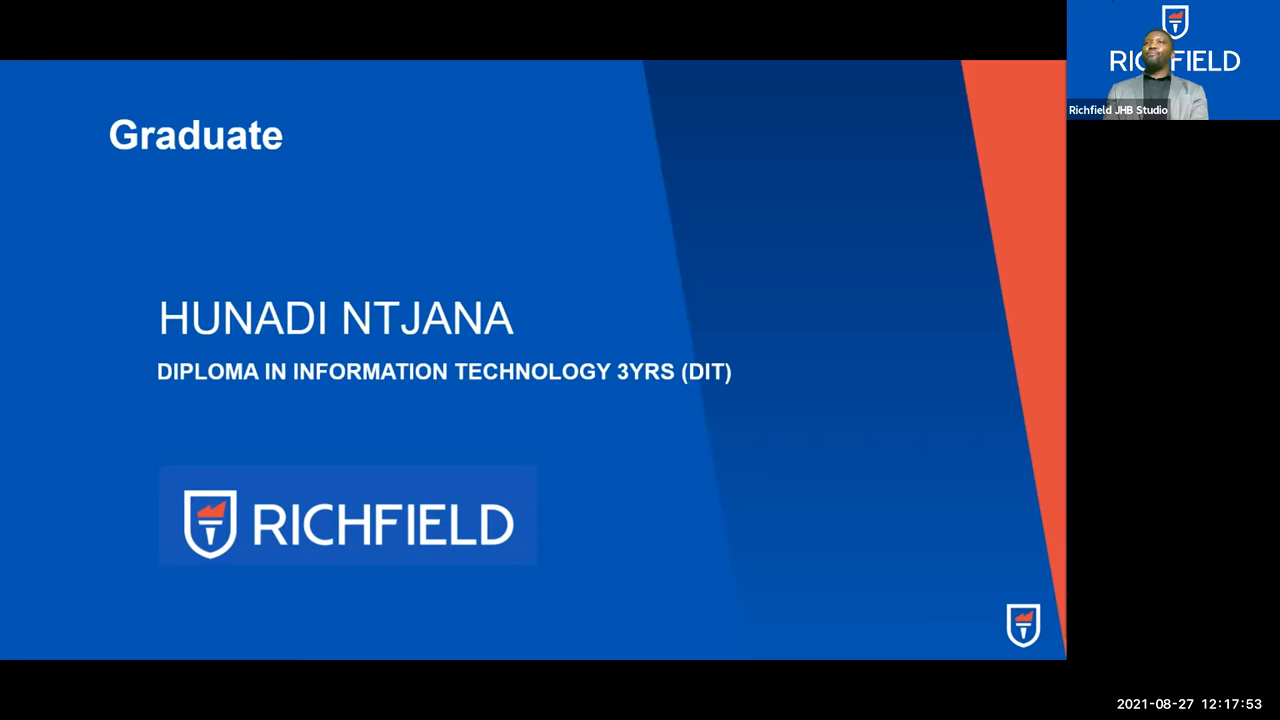 Graduate
HUNADI NTJANA
DIPLOMA IN INFORMATION TECHNOLOGY 3YRS (DIT)
RICHFIELD
RICHFIELD
Richfield JHB Studio
2021-08-27 12:17:53